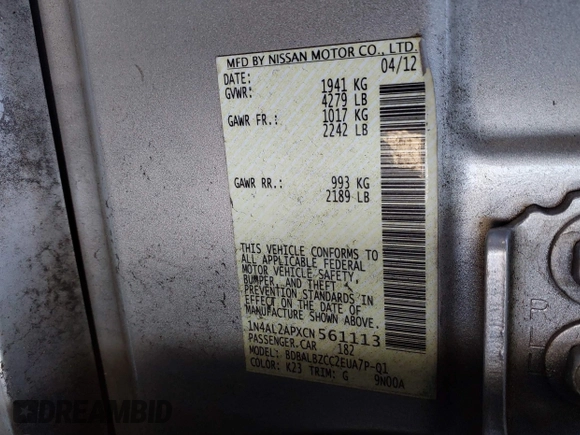 MFD BY NISSAN MOTOR CO., LTD.
DATE: 04/12
GVWR: 1941 KG
4279 LB
GAWR FR.: 1017 KG
2242 LB
GAWR RR.: 993 KG
2189 LB
THIS VEHICLE CONFORMS TO
ALL APPLICABLE FEDERAL
MOTOR VEHICLE SAFETY,
BUMPER, AND THEFT
PREVENTION STANDARDS IN
EFFECT ON THE DATE OF
MANUFACTURE SHOWN ABOVE.
1N4AL2APXCN561113
PASSENGER.CAR 182
MODEL: BDBALBZCC2EUA7P-Q1
COLOR: K23 TRIM: G 9N00A
DREAMBID